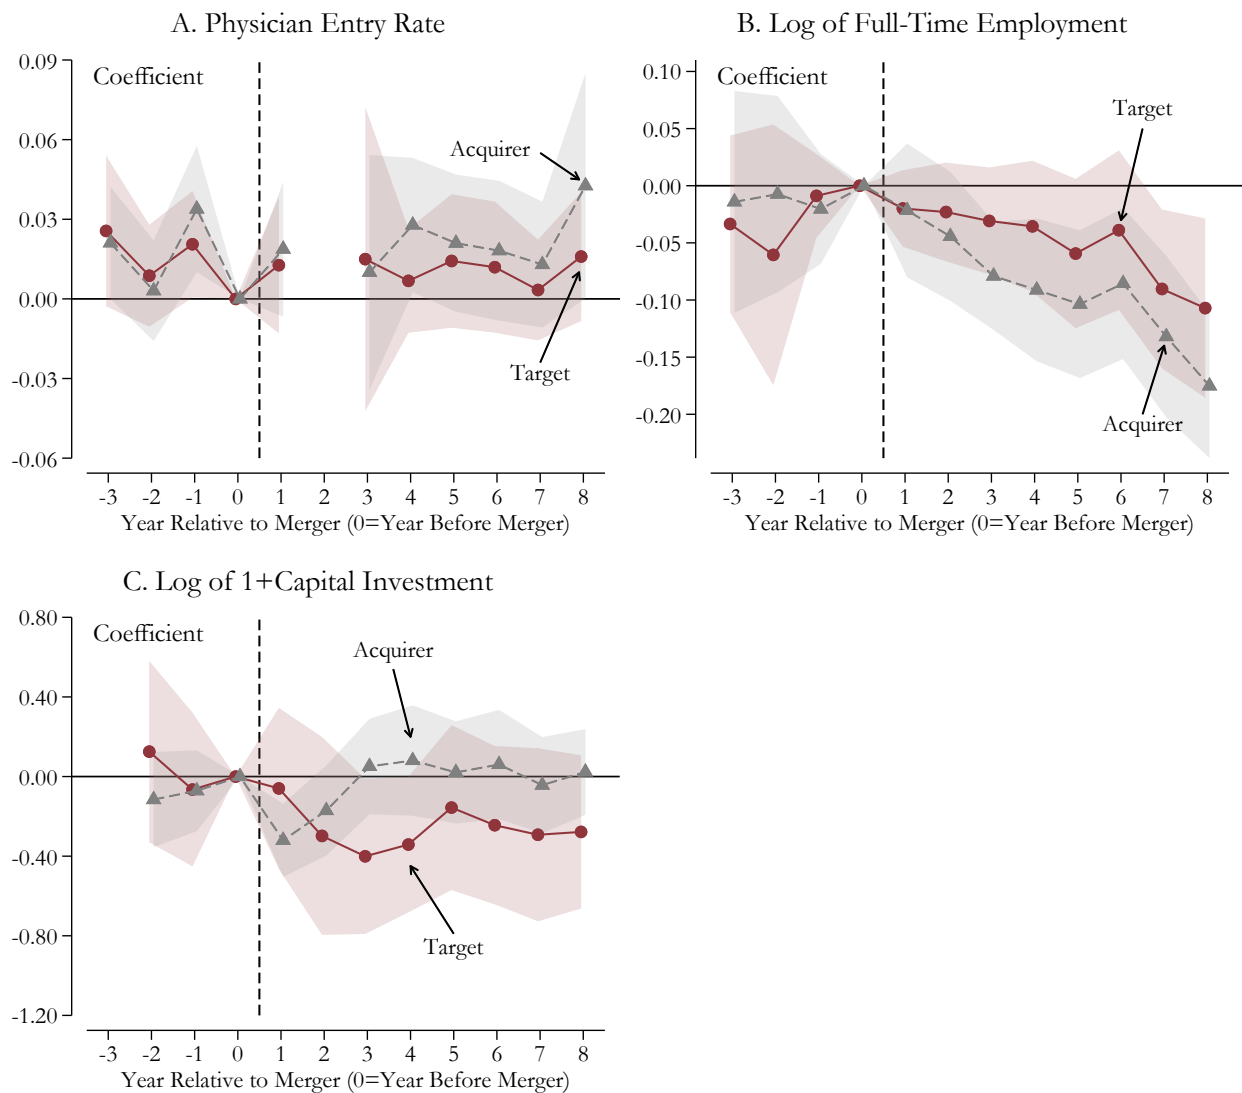 A. Physician Entry Rate
0.09
0.06
0.03
0.00
-0.03
-0.06
Coefficient
Acquirer
Target
-3 -2 -1 0 1 2 3 4 5 6 7 8
Year Relative to Merger (0=Year Before Merger)
B. Log of Full-Time Employment
0.10
0.05
0.00
-0.05
-0.10
-0.15
-0.20
Coefficient
Target
Acquirer
-3 -2 -1 0 1 2 3 4 5 6 7 8
Year Relative to Merger (0=Year Before Merger)
C. Log of 1+Capital Investment
0.80
0.40
0.00
-0.40
-0.80
-1.20
Coefficient
Acquirer
Target
-3 -2 -1 0 1 2 3 4 5 6 7 8
Year Relative to Merger (0=Year Before Merger)